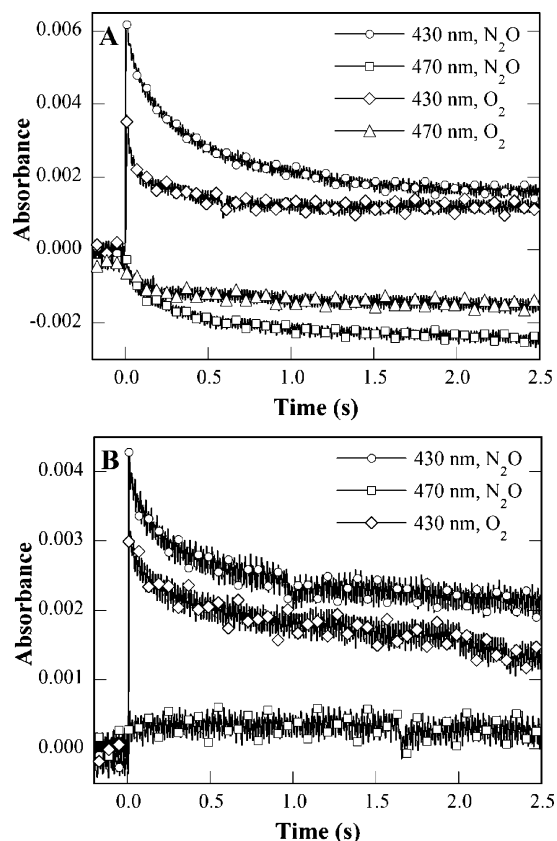 A
430 nm, N₂O
470 nm, N₂O
430 nm, O₂
470 nm, O₂
0.006
0.004
0.002
0.000
-0.002
Absorbance
0.0 0.5 1.0 1.5 2.0 2.5
Time (s)
B
430 nm, N₂O
470 nm, N₂O
430 nm, O₂
0.004
0.003
0.002
0.001
0.000
Absorbance
0.0 0.5 1.0 1.5 2.0 2.5
Time (s)